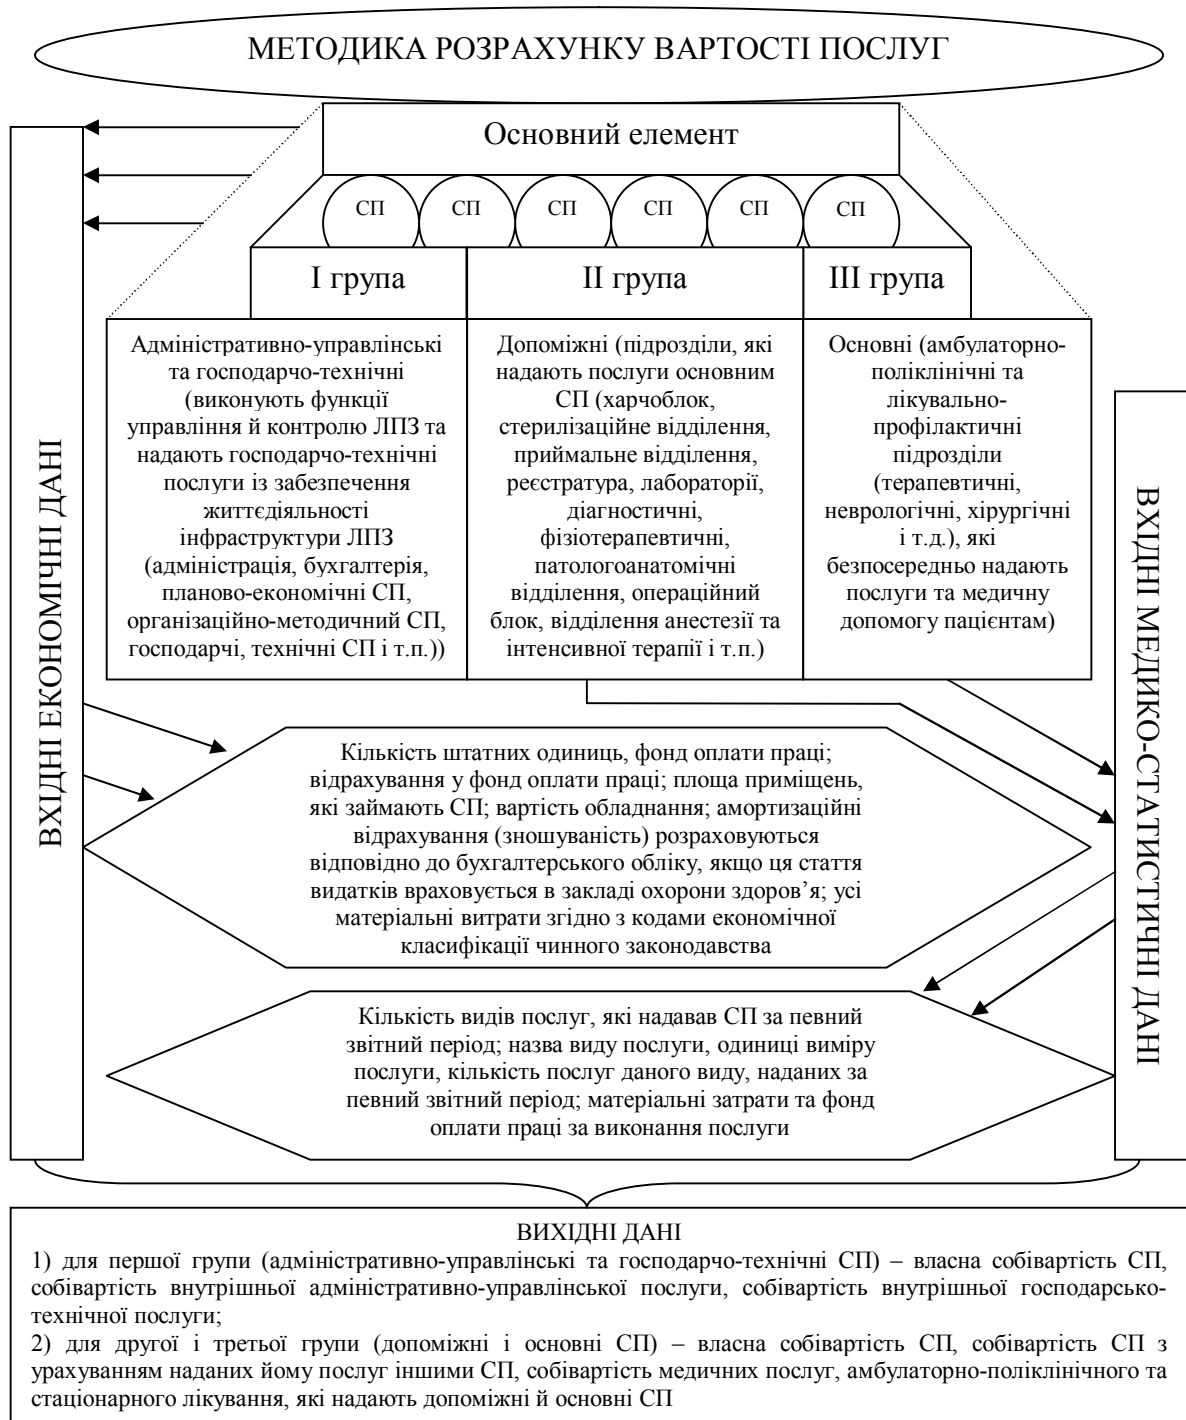 МЕТОДИКА РОЗРАХУНКУ ВАРТОСТІ ПОСЛУГ
Основний елемент
СП
СП
СП
СП
СП
СП
І група
ІІ група
ІІІ група
Адміністративно-управлінські
та господарчо-технічні
(виконують функції
управління й контролю ЛПЗ та
надають господарчо-технічні
послуги із забезпечення
життєдіяльності
інфраструктури ЛПЗ
(адміністрація, бухгалтерія,
планово-економічні СП,
організаційно-методичний СП,
господарчі, технічні СП і т.п.))
Допоміжні (підрозділи, які
надають послуги основним
СП (харчоблок,
стерилізаційне відділення,
приймальне відділення,
реєстратура, лабораторії,
діагностичні,
фізіотерапевтичні,
патологоанатомічні
відділення, операційний
блок, відділення анестезії та
інтенсивної терапії і т.п.)
Основні (амбулаторно-
поліклінічні та
лікувально-
профілактичні
підрозділи
(терапевтичні,
неврологічні, хірургічні
і т.д.), які
безпосередньо надають
послуги та медичну
допомогу пацієнтам)
ВХІДНІ ЕКОНОМІЧНІ ДАНІ
ВХІДНІ МЕДИКО-СТАТИСТИЧНІ ДАНІ
Кількість штатних одиниць, фонд оплати праці;
відрахування у фонд оплати праці; площа приміщень,
які займають СП; вартість обладнання; амортизаційні
відрахування (зношуваність) розраховуються
відповідно до бухгалтерського обліку, якщо ця стаття
видатків враховується в закладі охорони здоров’я; усі
матеріальні витрати згідно з кодами економічної
класифікації чинного законодавства
Кількість видів послуг, які надавав СП за певний
звітний період; назва виду послуги, одиниці виміру
послуги, кількість послуг даного виду, наданих за
певний звітний період; матеріальні затрати та фонд
оплати праці за виконання послуги
ВИХІДНІ ДАНІ
1) для першої групи (адміністративно-управлінські та господарчо-технічні СП) – власна собівартість СП,
собівартість внутрішньої адміністративно-управлінської послуги, собівартість внутрішньої господарсько-
технічної послуги;
2) для другої і третьої групи (допоміжні і основні СП) – власна собівартість СП, собівартість СП з
урахуванням наданих йому послуг іншими СП, собівартість медичних послуг, амбулаторно-поліклінічного та
стаціонарного лікування, які надають допоміжні й основні СП